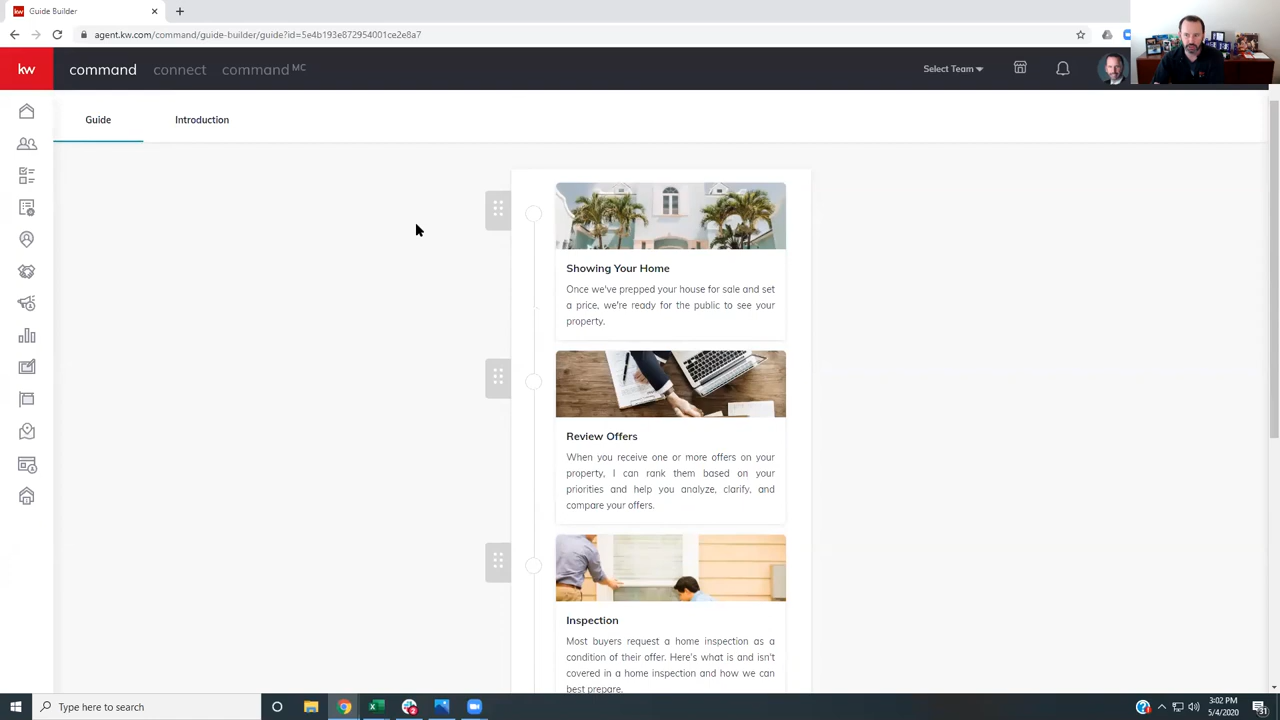 Guide Builder
agent.kw.com/command/guide-builder/guide?id=5e4b193e872954001ce2e8a7
kw
command
connect
command MC
Select Team
Guide
Introduction
Showing Your Home
Once we've prepped your house for sale and set
a price, we're ready for the public to see your
property.
Review Offers
When you receive one or more offers on your
property, I can rank them based on your
priorities and help you analyze, clarify, and
compare your offers.
Inspection
Most buyers request a home inspection as a
condition of their offer. Here's what is and isn't
covered in a home inspection and how we can
best prepare.
Type here to search
3:02 PM
5/4/2020
31